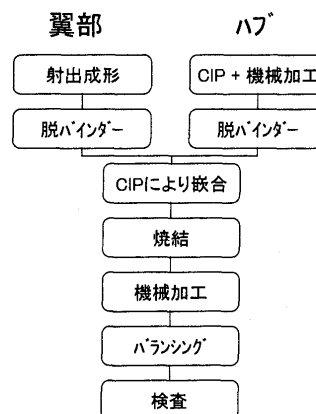 翼部
ハブ
射出成形
CIP + 機械加工
脱バインダー
脱バインダー
CIPにより嵌合
焼結
機械加工
バランシング
検査